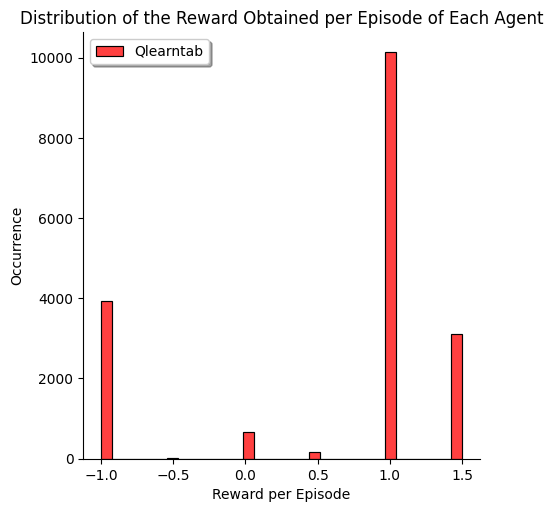 Distribution of the Reward Obtained per Episode of Each Agent
Qlearntab
10000
8000
6000
4000
2000
0
Occurrence
−1.0 −0.5 0.0 0.5 1.0 1.5
Reward per Episode